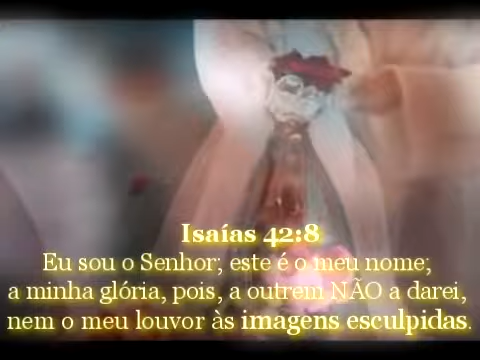 Isaías 42:8
Eu sou o Senhor; este é o meu nome;
a minha glória, pois, a outrem NÃO a darei,
nem o meu louvor às imagens esculpidas.